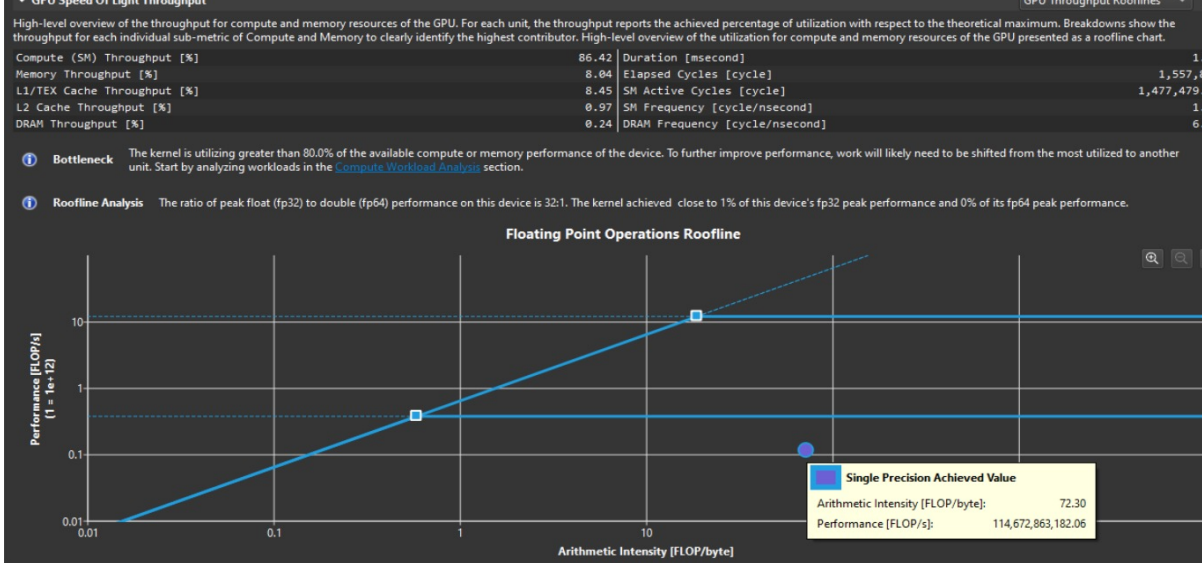 GPU Speed Of Light Throughput
GPU Throughput Rooflines
High-level overview of the throughput for compute and memory resources of the GPU. For each unit, the throughput reports the achieved percentage of utilization with respect to the theoretical maximum. Breakdowns show the
throughput for each individual sub-metric of Compute and Memory to clearly identify the highest contributor. High-level overview of the utilization for compute and memory resources of the GPU presented as a roofline chart.
Compute (SM) Throughput [%] 86.42 Duration [msecond] 1.
Memory Throughput [%] 8.04 Elapsed Cycles [cycle] 1,557,8
L1/TEX Cache Throughput [%] 8.45 SM Active Cycles [cycle] 1,477,479.
L2 Cache Throughput [%] 0.97 SM Frequency [cycle/nsecond] 1.
DRAM Throughput [%] 0.24 DRAM Frequency [cycle/nsecond] 6.
Bottleneck The kernel is utilizing greater than 80.0% of the available compute or memory performance of the device. To further improve performance, work will likely need to be shifted from the most utilized to another
unit. Start by analyzing workloads in the Compute Workload Analysis section.
Roofline Analysis The ratio of peak float (fp32) to double (fp64) performance on this device is 32:1. The kernel achieved close to 1% of this device's fp32 peak performance and 0% of its fp64 peak performance.
Floating Point Operations Roofline
Performance [FLOP/s]
(1 = 1e+12)
10
1
0.1
0.01
0.01
0.1
1
10
Arithmetic Intensity [FLOP/byte]
Single Precision Achieved Value
Arithmetic Intensity [FLOP/byte]: 72.30
Performance [FLOP/s]: 114,672,863,182.06